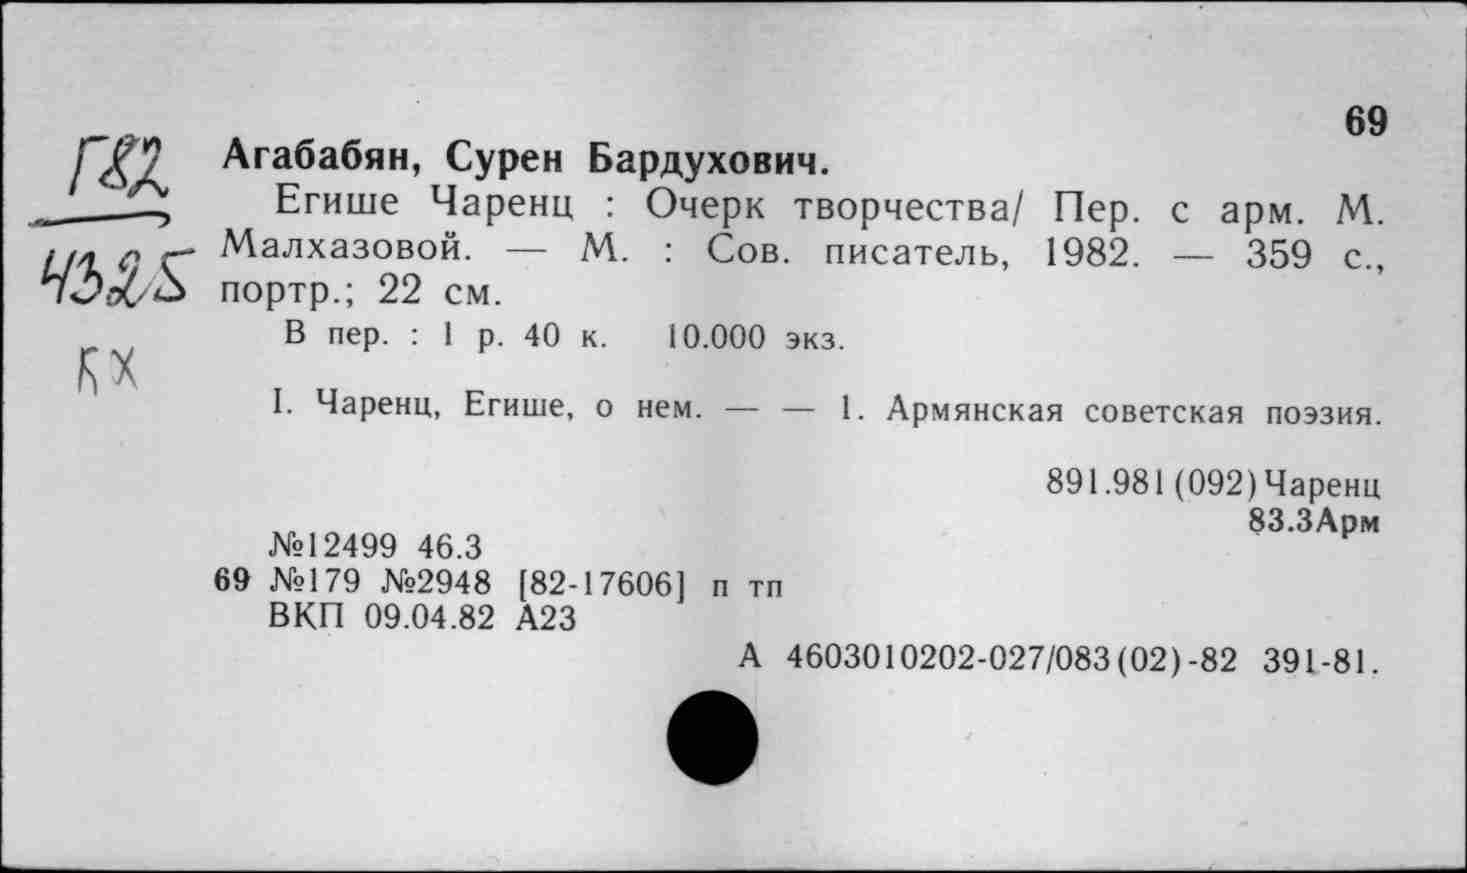 69
Г82
Ч325
КХ
Агабабян, Сурен Бардухович.
Егише Чаренц : Очерк творчества/ Пер. с арм. М.
Малхазовой. — М. : Сов. писатель, 1982. — 359 с.,
портр.; 22 см.
В пер. : 1 р. 40 к. 10.000 экз.
I. Чаренц, Егише, о нем. — — 1. Армянская советская поэзия.
891.981(092)Чаренц
83.3Арм
№12499 46.3
69 №179 №2948 [82-17606] п тп
ВКП 09.04.82 А23
А 4603010202-027/083(02)-82 391-81.